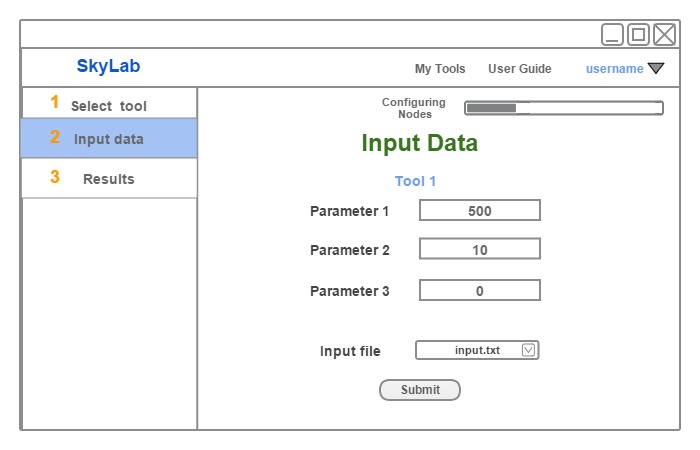 SkyLab
My Tools User Guide username
1 Select tool
2 Input data
3 Results
Configuring
Nodes
Input Data
Tool 1
Parameter 1 500
Parameter 2 10
Parameter 3 0
Input file input.txt
Submit